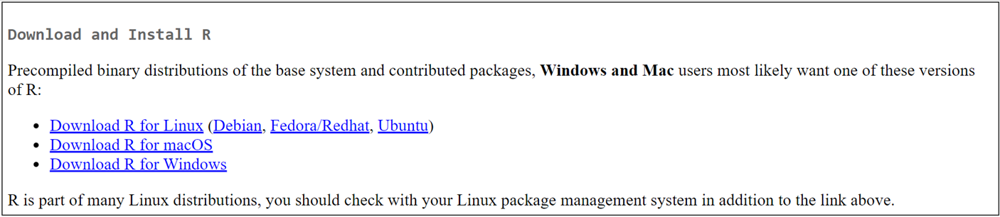 Download and Install R
Precompiled binary distributions of the base system and contributed packages, Windows and Mac users most likely want one of these versions
of R:
• Download R for Linux (Debian, Fedora/Redhat, Ubuntu)
• Download R for macOS
• Download R for Windows
R is part of many Linux distributions, you should check with your Linux package management system in addition to the link above.